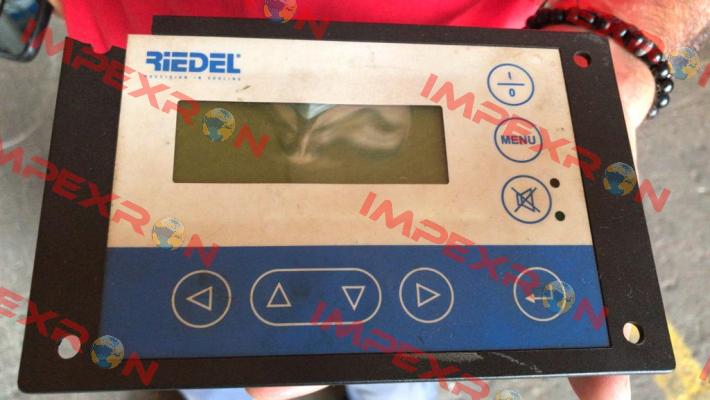 RIEDEL
PRECISION IN COOLING
I
0
MENU
IMPEXRON
IMPEXRON
IMPEXRON
IMPEXRON
IMPEXRON